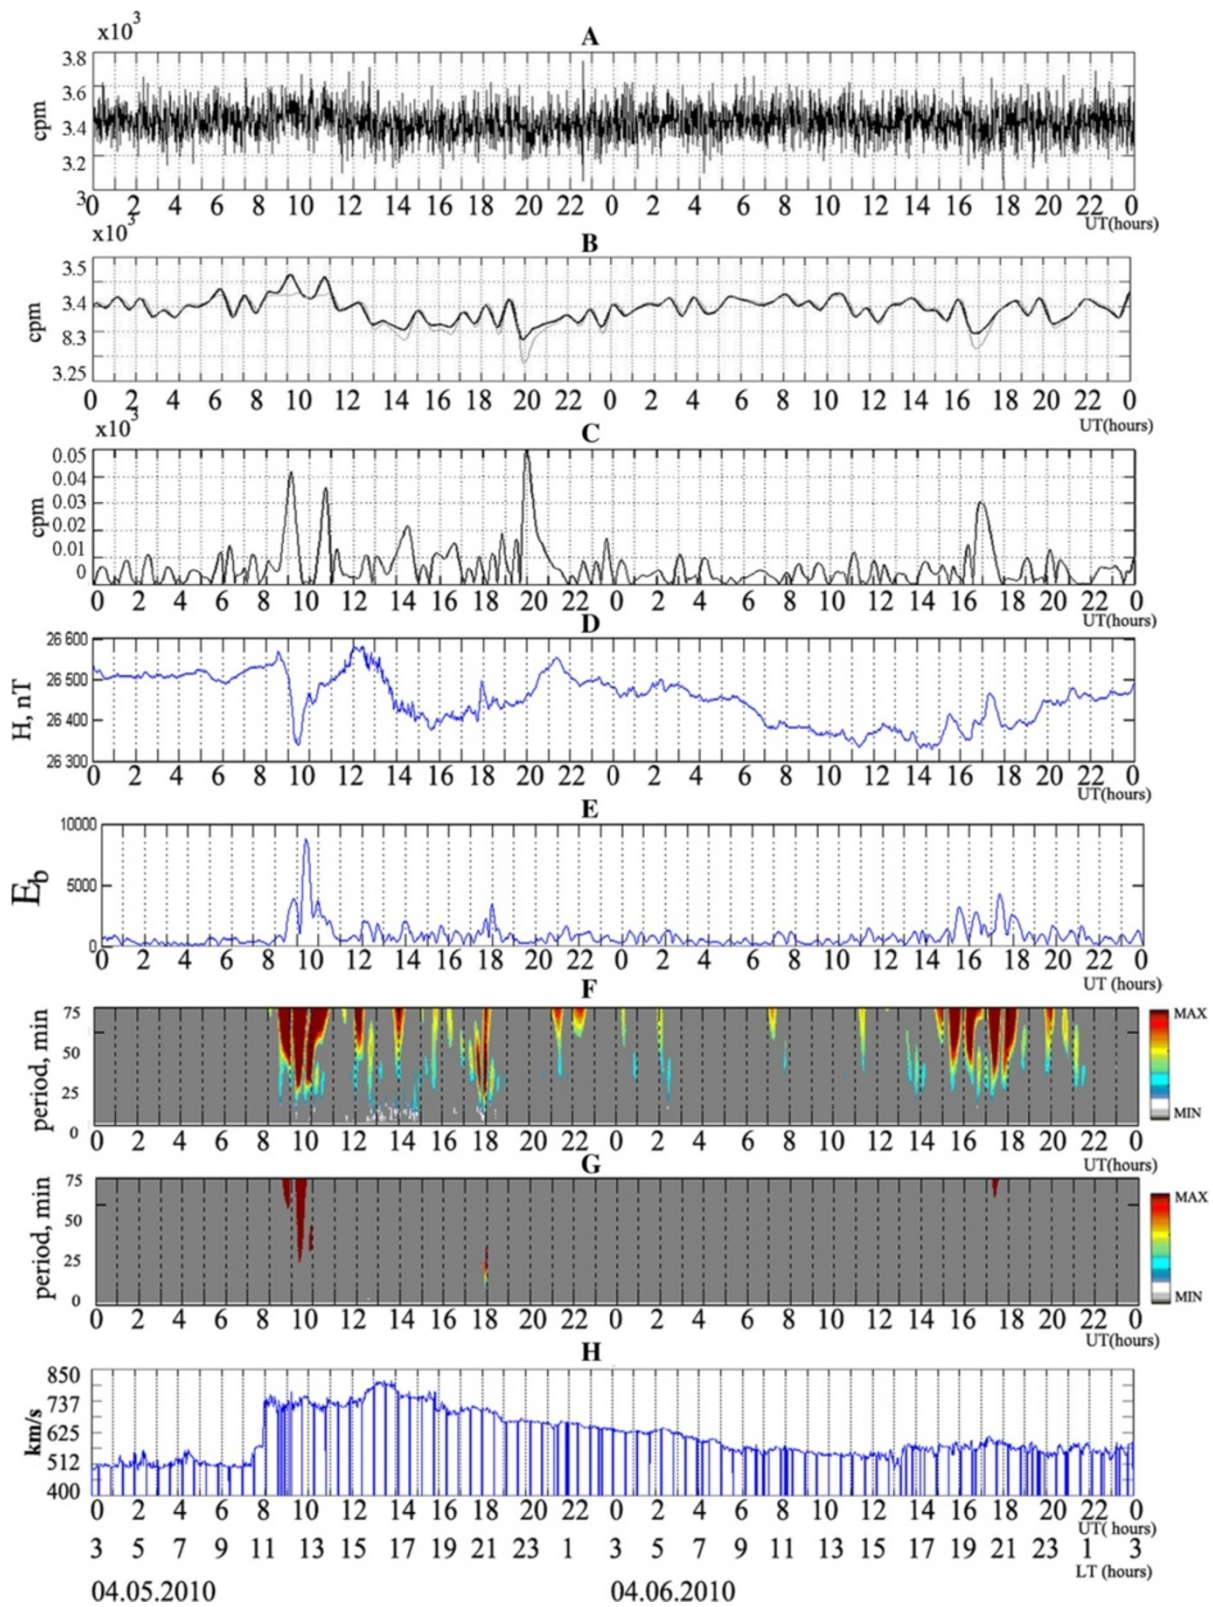 x10³
A
3.8
3.6
3.4
3.2
3
cpm
0 2 4 6 8 10 12 14 16 18 20 22 0 2 4 6 8 10 12 14 16 18 20 22 0
UT(hours)
x10³
B
3.5
3.4
8.3
3.25
cpm
0 2 4 6 8 10 12 14 16 18 20 22 0 2 4 6 8 10 12 14 16 18 20 22 0
UT(hours)
x10³
C
0.05
0.04
0.03
0.02
0.01
0
cpm
0 2 4 6 8 10 12 14 16 18 20 22 0 2 4 6 8 10 12 14 16 18 20 22 0
UT(hours)
D
26 600
26 500
26 400
26 300
H, nT
0 2 4 6 8 10 12 14 16 18 20 22 0 2 4 6 8 10 12 14 16 18 20 22 0
UT(hours)
E
10000
5000
0
Eb
0 2 4 6 8 10 12 14 16 18 20 22 0 2 4 6 8 10 12 14 16 18 20 22 0
UT (hours)
F
75
50
25
0
period, min
MAX
MIN
0 2 4 6 8 10 12 14 16 18 20 22 0 2 4 6 8 10 12 14 16 18 20 22 0
UT(hours)
G
75
50
25
0
period, min
MAX
MIN
0 2 4 6 8 10 12 14 16 18 20 22 0 2 4 6 8 10 12 14 16 18 20 22 0
UT(hours)
H
850
737
625
512
400
km/s
0 2 4 6 8 10 12 14 16 18 20 22 0 2 4 6 8 10 12 14 16 18 20 22 0
UT( hours)
3 5 7 9 11 13 15 17 19 21 23 1 3 5 7 9 11 13 15 17 19 21 23 1 3
LT (hours)
04.05.2010 04.06.2010